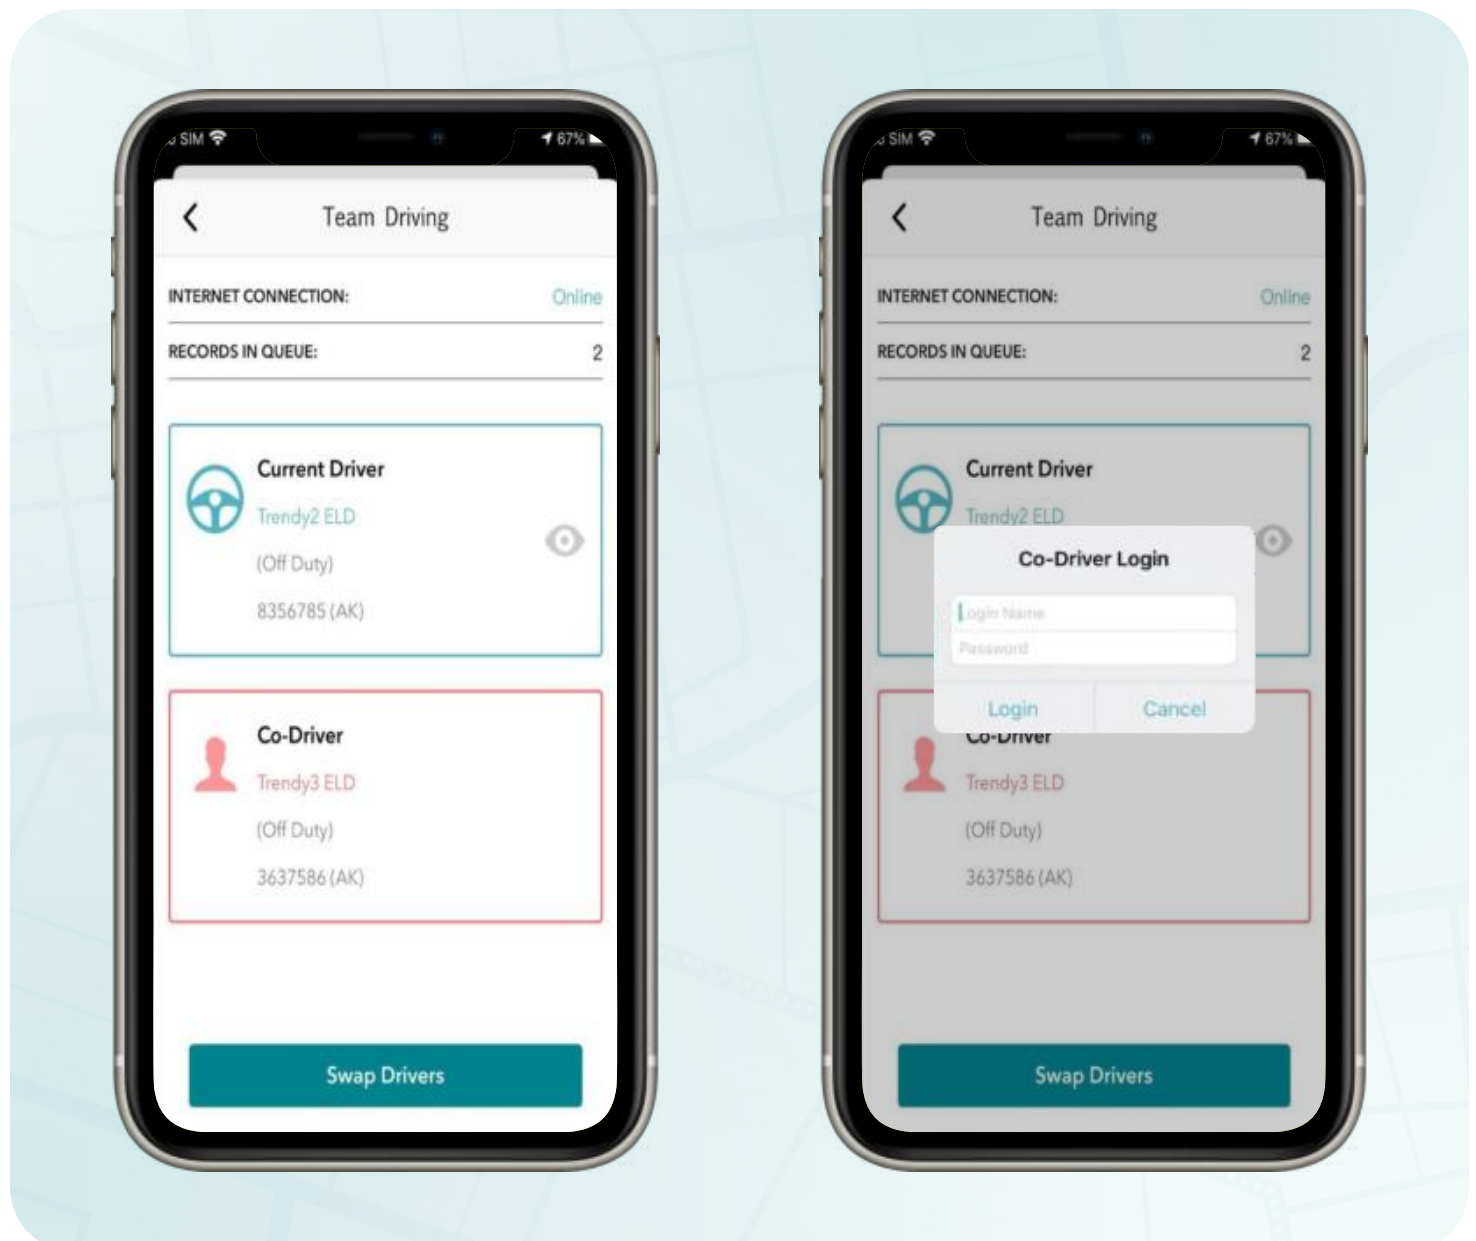 SIM 67%
Team Driving
INTERNET CONNECTION: Online
RECORDS IN QUEUE: 2
Current Driver
Trendy2 ELD
(Off Duty)
8356785 (AK)
Co-Driver
Trendy3 ELD
(Off Duty)
3637586 (AK)
Swap Drivers
SIM 67%
Team Driving
INTERNET CONNECTION: Online
RECORDS IN QUEUE: 2
Current Driver
Trendy2 ELD
Co-Driver Login
Login Name
Password
Login Cancel
Co-Driver
Trendy3 ELD
(Off Duty)
3637586 (AK)
Swap Drivers